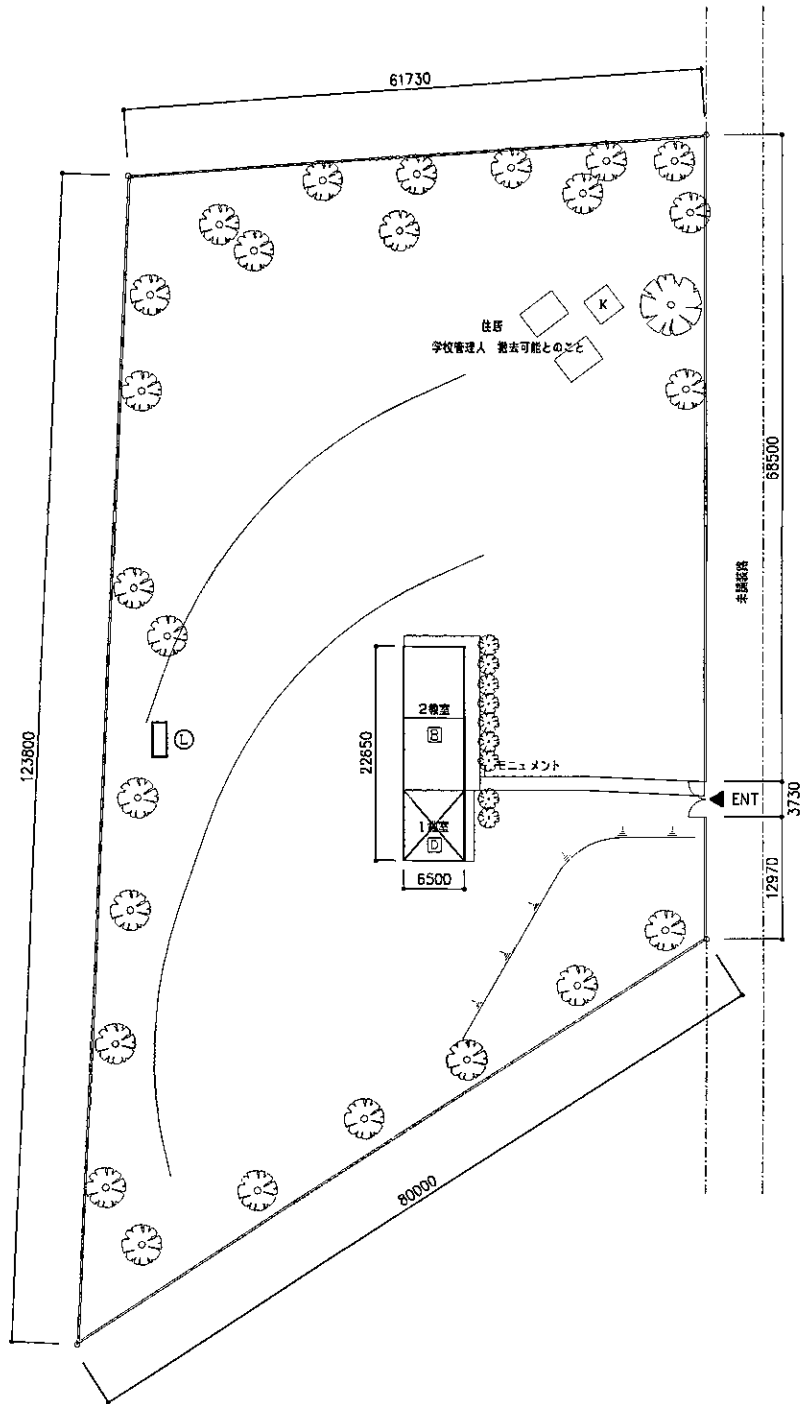 61730
K
住居
学校管理人 撤去可能とのこと
68500
未舗装路
123800
22650
2教室
B
L
モニュメント
ENT
3730
1教室
D
6500
12970
80000